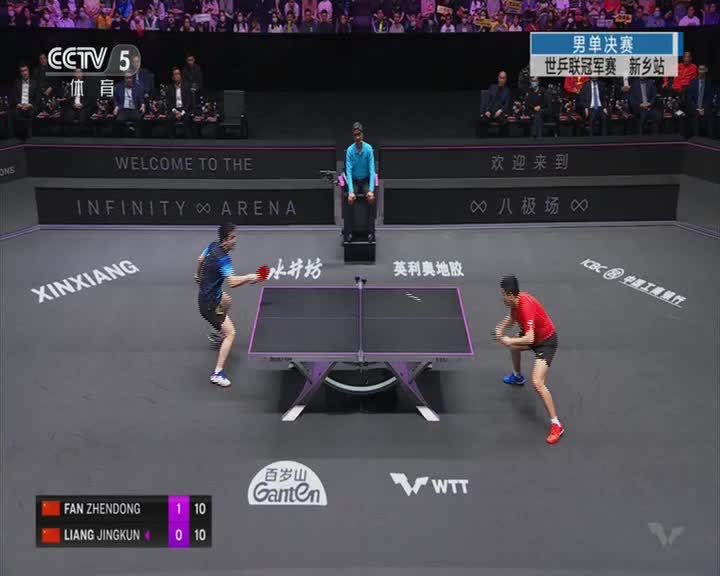 CCTV 5
体育
男单决赛
世乒联冠军赛 新乡站
WELCOME TO THE
欢迎来到
INFINITY ∞ ARENA
∞ 八极场 ∞
XINXIANG
水井坊
英利奥地胶
ICBC 中国工商银行
百岁山
GanTen
WTT
FAN ZHENDONG 1 10
LIANG JINGKUN 0 10